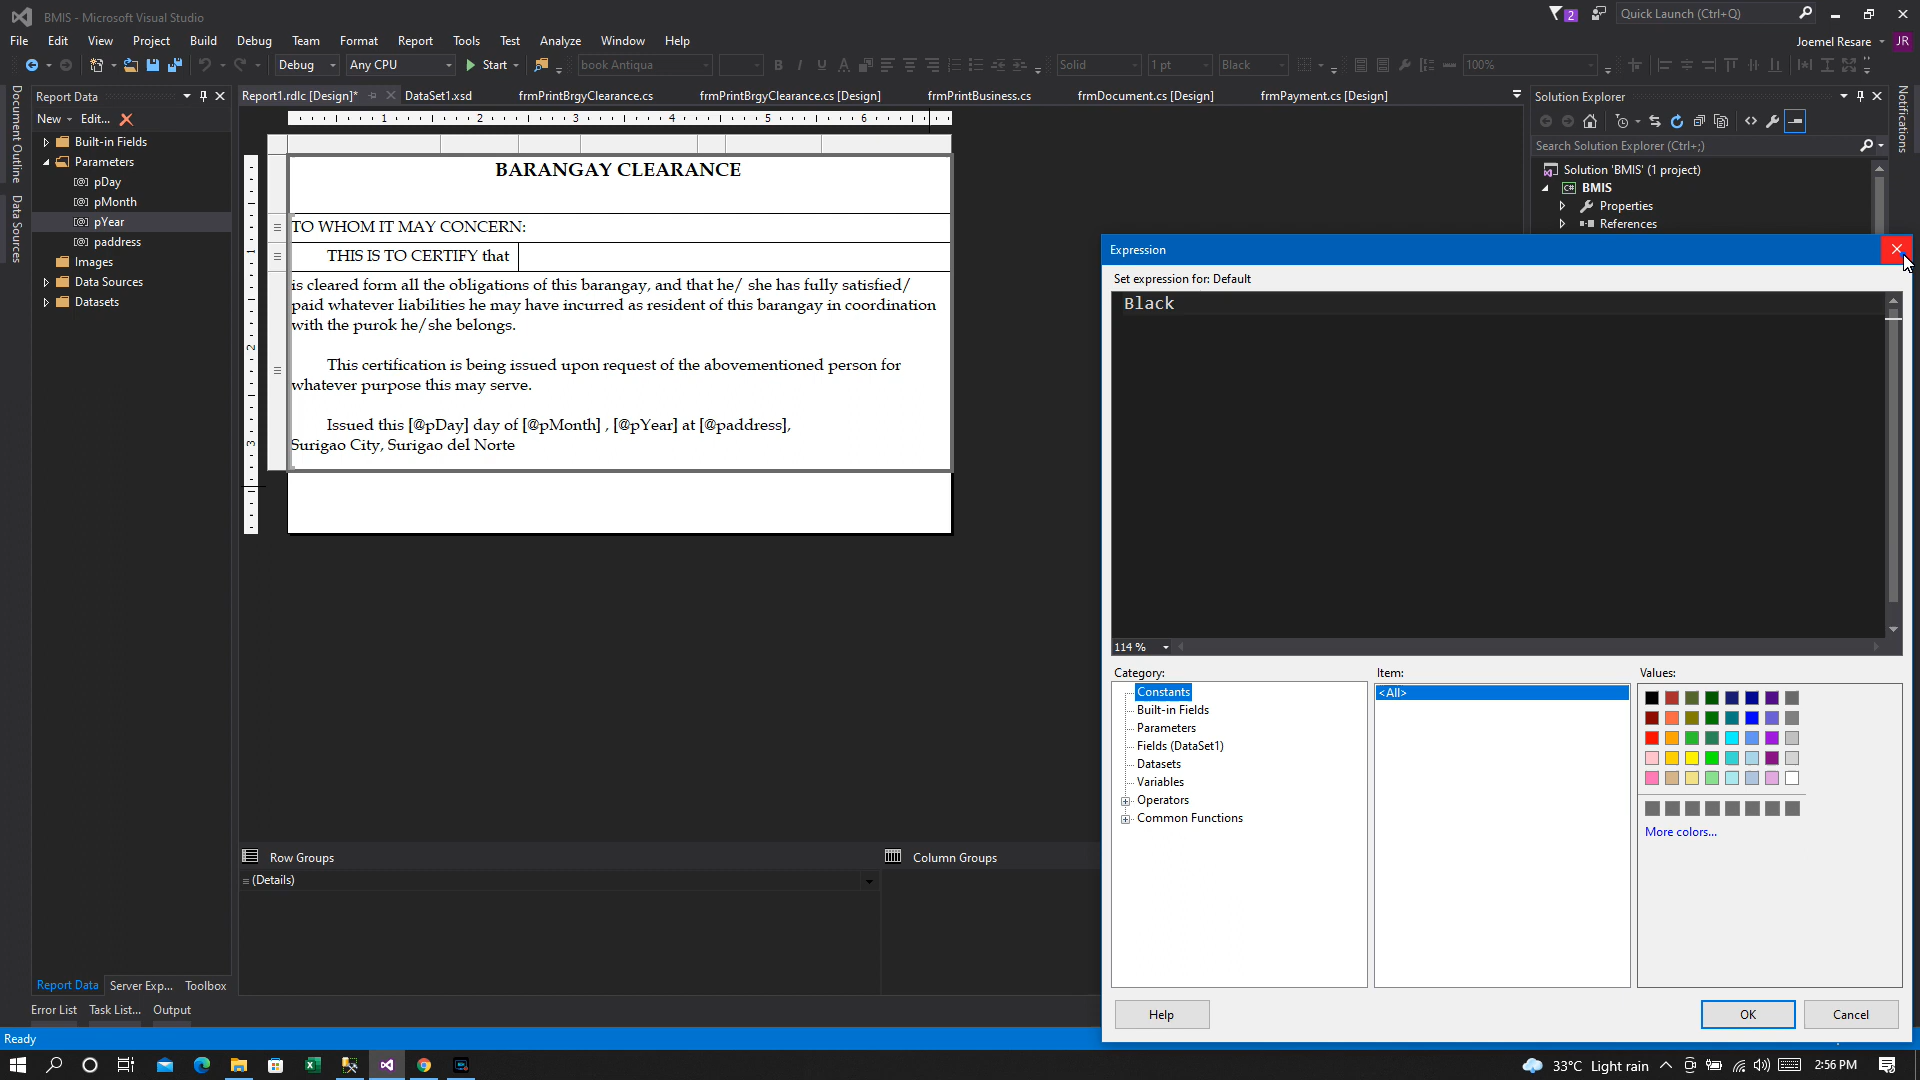 BMIS - Microsoft Visual Studio
2
Quick Launch (Ctrl+Q)
File Edit View Project Build Debug Team Format Report Tools Test Analyze Window Help
Joemel Resare JR
Debug Any CPU Start book Antiqua B I U A Solid 1 pt Black 100%
Document Outline
Data Sources
Report Data
New Edit...
Built-in Fields
Parameters
pDay
pMonth
pYear
paddress
Images
Data Sources
Datasets
Report1.rdlc [Design]* DataSet1.xsd frmPrintBrgyClearance.cs frmPrintBrgyClearance.cs [Design] frmPrintBusiness.cs frmDocument.cs [Design] frmPayment.cs [Design]
1 2 3 4 5 6
1
2
3
BARANGAY CLEARANCE
TO WHOM IT MAY CONCERN:
THIS IS TO CERTIFY that
is cleared form all the obligations of this barangay, and that he/ she has fully satisfied/
paid whatever liabilities he may have incurred as resident of this barangay in coordination
with the purok he/she belongs.
This certification is being issued upon request of the abovementioned person for
whatever purpose this may serve.
Issued this [@pDay] day of [@pMonth] , [@pYear] at [@paddress],
Surigao City, Surigao del Norte
Row Groups
(Details)
Column Groups
Solution Explorer
Search Solution Explorer (Ctrl+;)
Solution 'BMIS' (1 project)
C# BMIS
Properties
References
Notifications
Expression
Set expression for: Default
Black
114 %
Category:
Constants
Built-in Fields
Parameters
Fields (DataSet1)
Datasets
Variables
Operators
Common Functions
Item:
<All>
Values:
More colors...
Help OK Cancel
Report Data Server Exp... Toolbox
Error List Task List... Output
Ready
33°C Light rain 2:56 PM